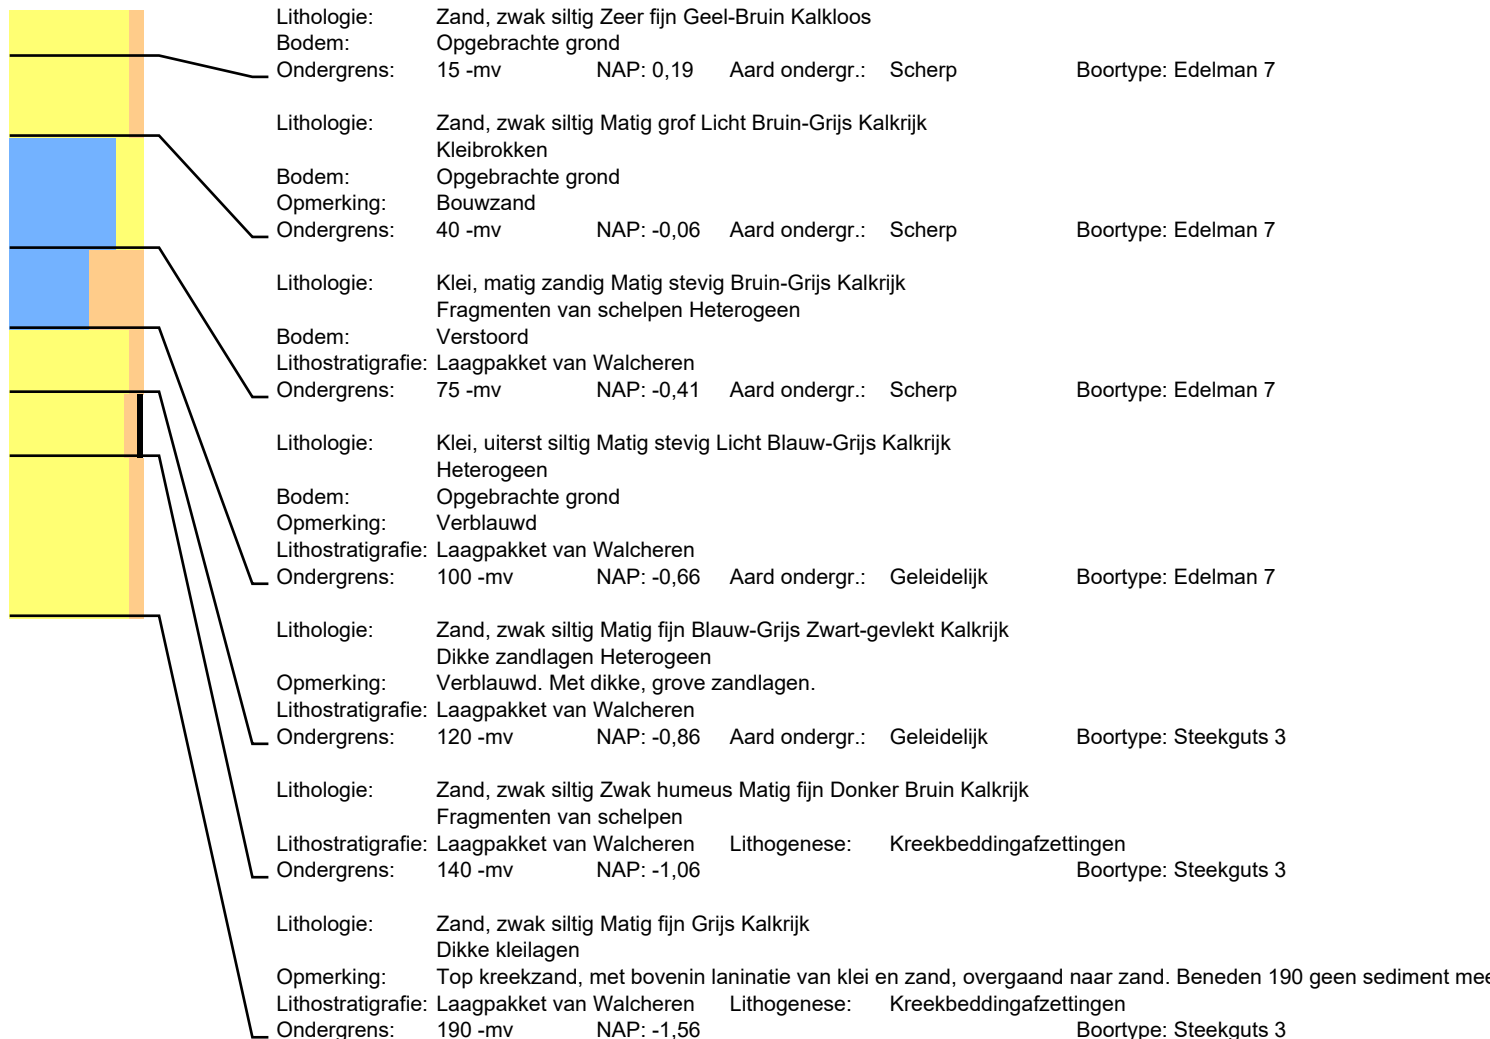 Lithologie: Zand, zwak siltig Zeer fijn Geel-Bruin Kalkloos
Bodem: Opgebrachte grond
Ondergrens: 15 -mv NAP: 0,19 Aard ondergr.: Scherp Boortype: Edelman 7
Lithologie: Zand, zwak siltig Matig grof Licht Bruin-Grijs Kalkrijk
Kleibrokken
Bodem: Opgebrachte grond
Opmerking: Bouwzand
Ondergrens: 40 -mv NAP: -0,06 Aard ondergr.: Scherp Boortype: Edelman 7
Lithologie: Klei, matig zandig Matig stevig Bruin-Grijs Kalkrijk
Fragmenten van schelpen Heterogeen
Bodem: Verstoord
Lithostratigrafie: Laagpakket van Walcheren
Ondergrens: 75 -mv NAP: -0,41 Aard ondergr.: Scherp Boortype: Edelman 7
Lithologie: Klei, uiterst siltig Matig stevig Licht Blauw-Grijs Kalkrijk
Heterogeen
Bodem: Opgebrachte grond
Opmerking: Verblauwd
Lithostratigrafie: Laagpakket van Walcheren
Ondergrens: 100 -mv NAP: -0,66 Aard ondergr.: Geleidelijk Boortype: Edelman 7
Lithologie: Zand, zwak siltig Matig fijn Blauw-Grijs Zwart-gevlekt Kalkrijk
Dikke zandlagen Heterogeen
Opmerking: Verblauwd. Met dikke, grove zandlagen.
Lithostratigrafie: Laagpakket van Walcheren
Ondergrens: 120 -mv NAP: -0,86 Aard ondergr.: Geleidelijk Boortype: Steekguts 3
Lithologie: Zand, zwak siltig Zwak humeus Matig fijn Donker Bruin Kalkrijk
Fragmenten van schelpen
Lithostratigrafie: Laagpakket van Walcheren Lithogenese: Kreekbeddingafzettingen
Ondergrens: 140 -mv NAP: -1,06 Boortype: Steekguts 3
Lithologie: Zand, zwak siltig Matig fijn Grijs Kalkrijk
Dikke kleilagen
Opmerking: Top kreekzand, met bovenin laninatie van klei en zand, overgaand naar zand. Beneden 190 geen sediment mee
Lithostratigrafie: Laagpakket van Walcheren Lithogenese: Kreekbeddingafzettingen
Ondergrens: 190 -mv NAP: -1,56 Boortype: Steekguts 3